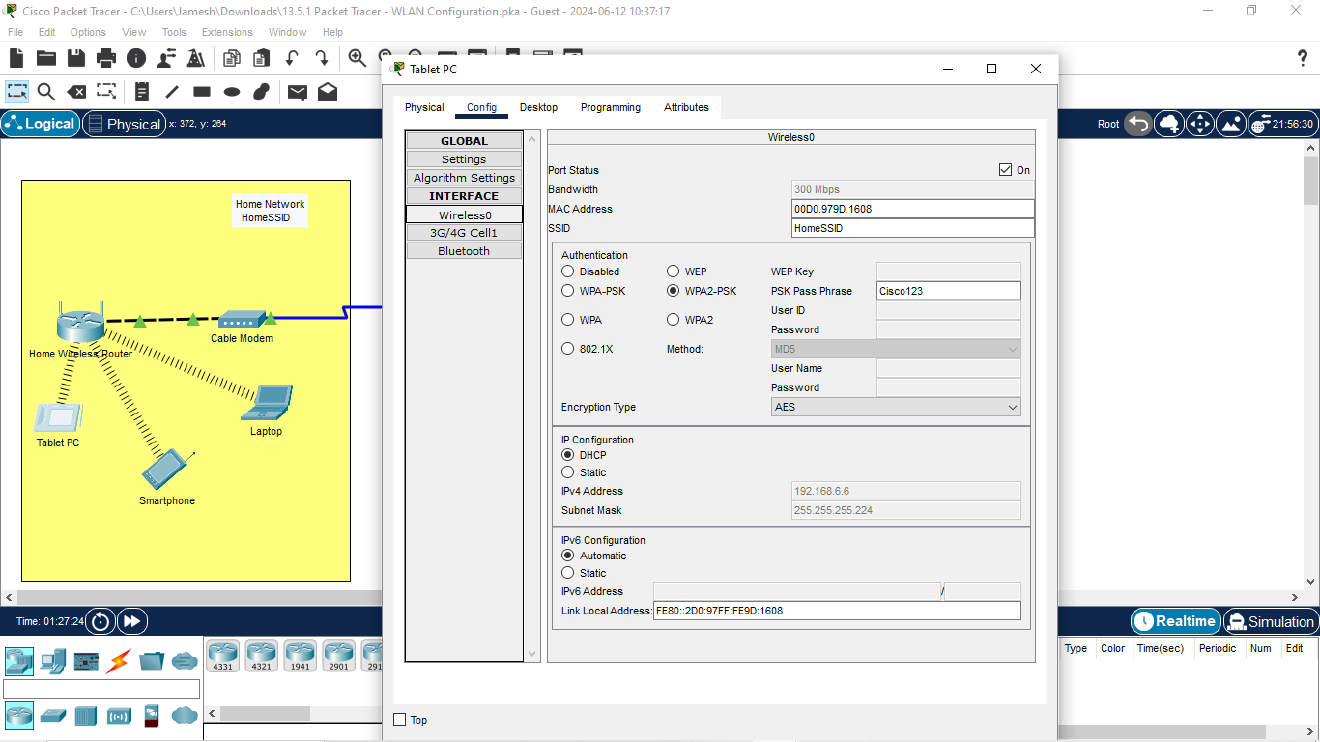 Cisco Packet Tracer - C:\Users\Jamesh\Downloads\13.5.1 Packet Tracer - WLAN Configuration.pka - Guest - 2024-06-12 10:37:17
File Edit Options View Tools Extensions Window Help
?
Tablet PC
Physical Config Desktop Programming Attributes
Logical Physical x: 372, y: 264
Root 21:56:30
Home Network
HomeSSID
Cable Modem
Home Wireless Router
Laptop
Tablet PC
Smartphone
GLOBAL
Settings
Algorithm Settings
INTERFACE
Wireless0
3G/4G Cell1
Bluetooth
Wireless0
Port Status On
Bandwidth 300 Mbps
MAC Address 00D0.979D.1608
SSID HomeSSID
Authentication
Disabled WEP WEP Key
WPA-PSK WPA2-PSK PSK Pass Phrase Cisco123
User ID
WPA WPA2
Password
802.1X Method: MD5
User Name
Password
Encryption Type AES
IP Configuration
DHCP
Static
IPv4 Address 192.168.6.6
Subnet Mask 255.255.255.224
IPv6 Configuration
Automatic
Static
IPv6 Address /
Link Local Address: FE80::2D0:97FF:FE9D:1608
Top
Time: 01:27:24
Realtime Simulation
4331 4321 1941 2901 291
Type Color Time(sec) Periodic Num Edit